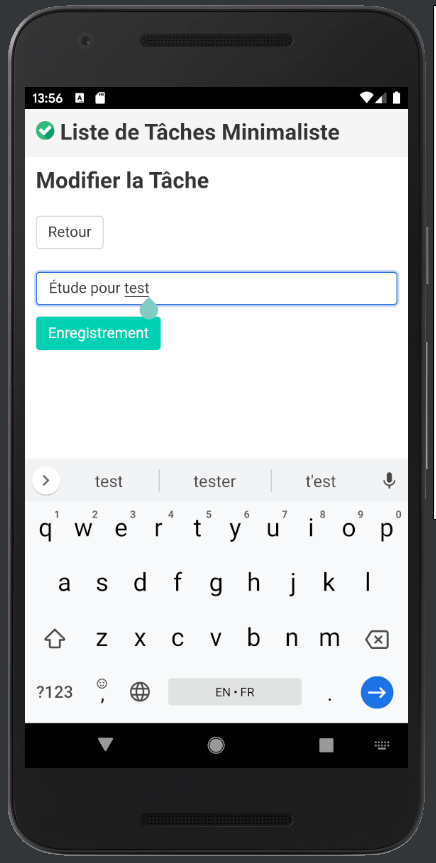 13:56
Liste de Tâches Minimaliste
Modifier la Tâche
Retour
Étude pour test
Enregistrement
test tester t'est
q1 w2 e3 r4 t5 y6 u7 i8 o9 p0
a s d f g h j k l
z x c v b n m
?123 , EN • FR .